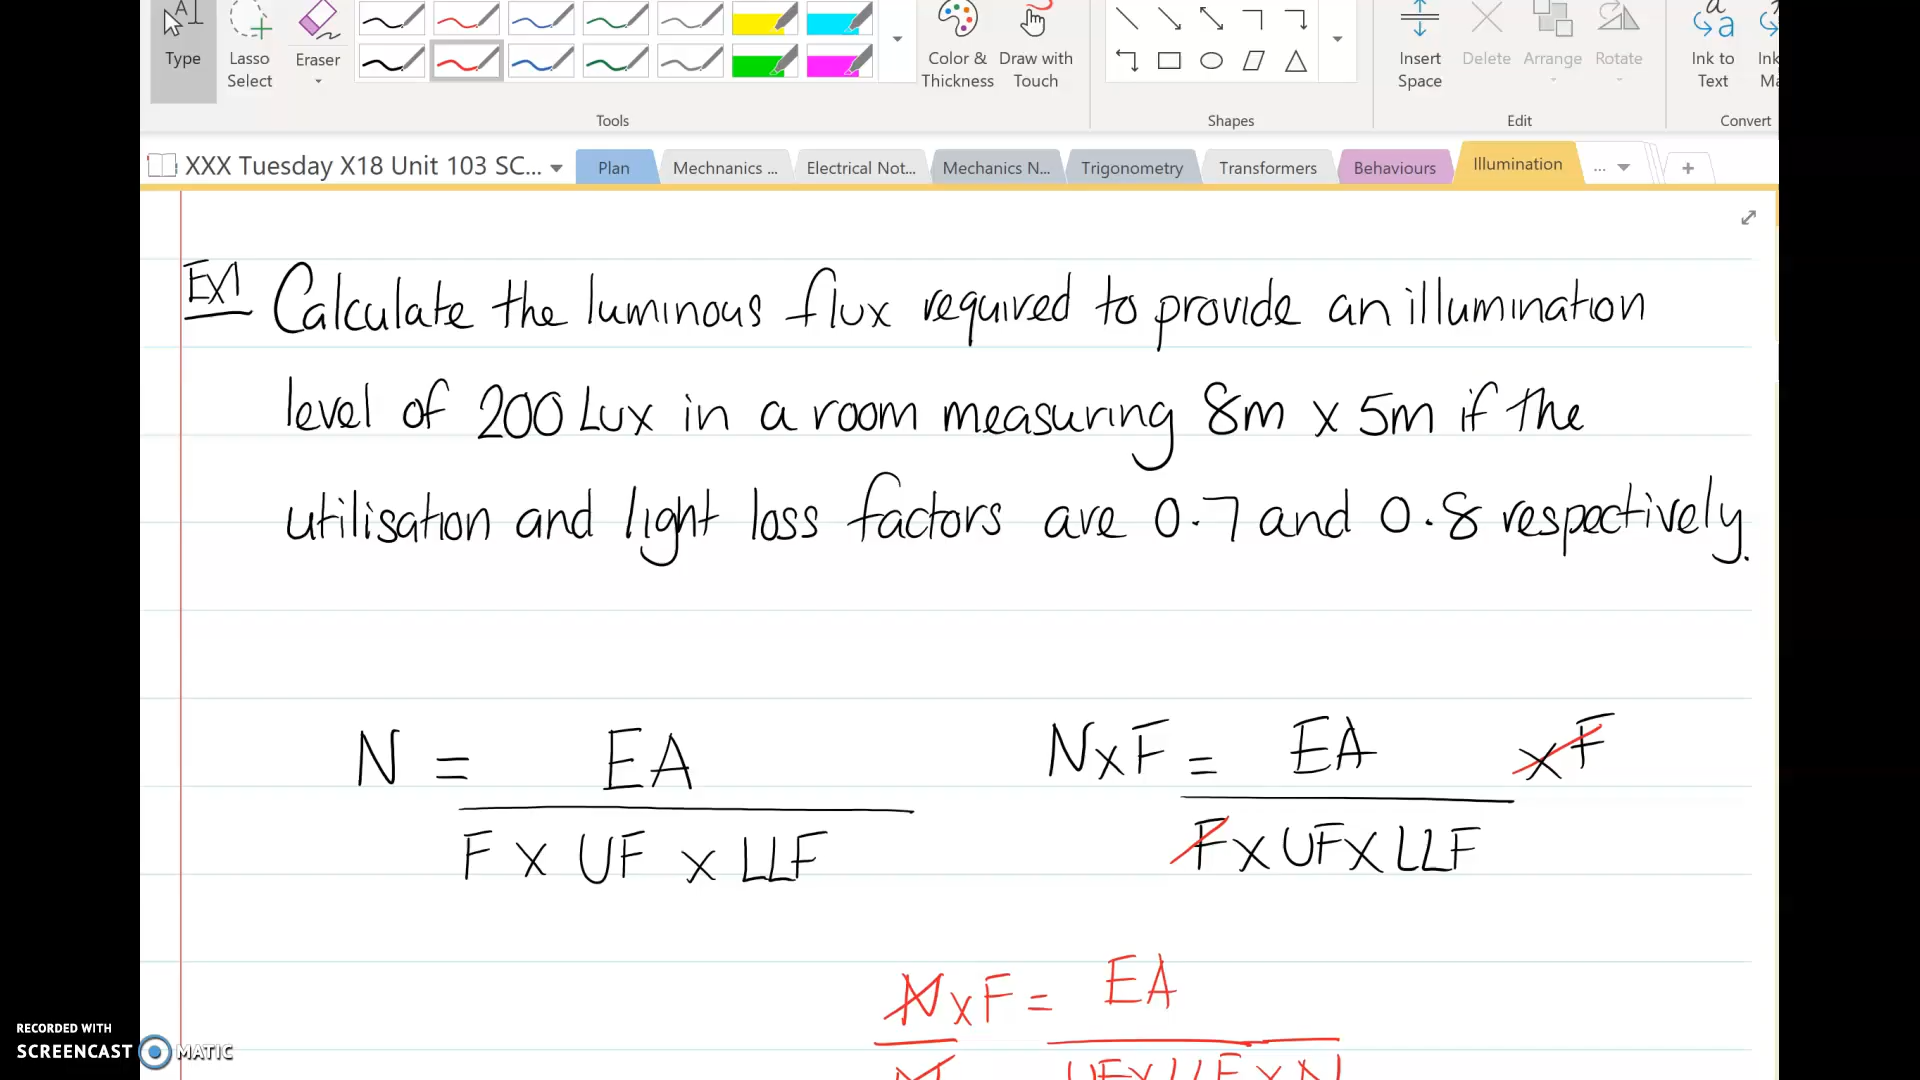 Type
Lasso Select
Eraser
Color & Thickness
Draw with Touch
Insert Space
Delete
Arrange
Rotate
Ink to Text
Tools
Shapes
Edit
Convert
XXX Tuesday X18 Unit 103 SC...
Plan
Mechnanics ...
Electrical Not...
Mechanics N...
Trigonometry
Transformers
Behaviours
Illumination
...
Ex1 Calculate the luminous flux required to provide an illumination
level of 200 Lux in a room measuring 8m x 5m if the
utilisation and light loss factors are 0.7 and 0.8 respectively.
N = EA
F x UF x LLF
N x F = EA x F
F x UF x LLF
N x F = EA
N UF x LLF x N
RECORDED WITH
SCREENCAST MATIC